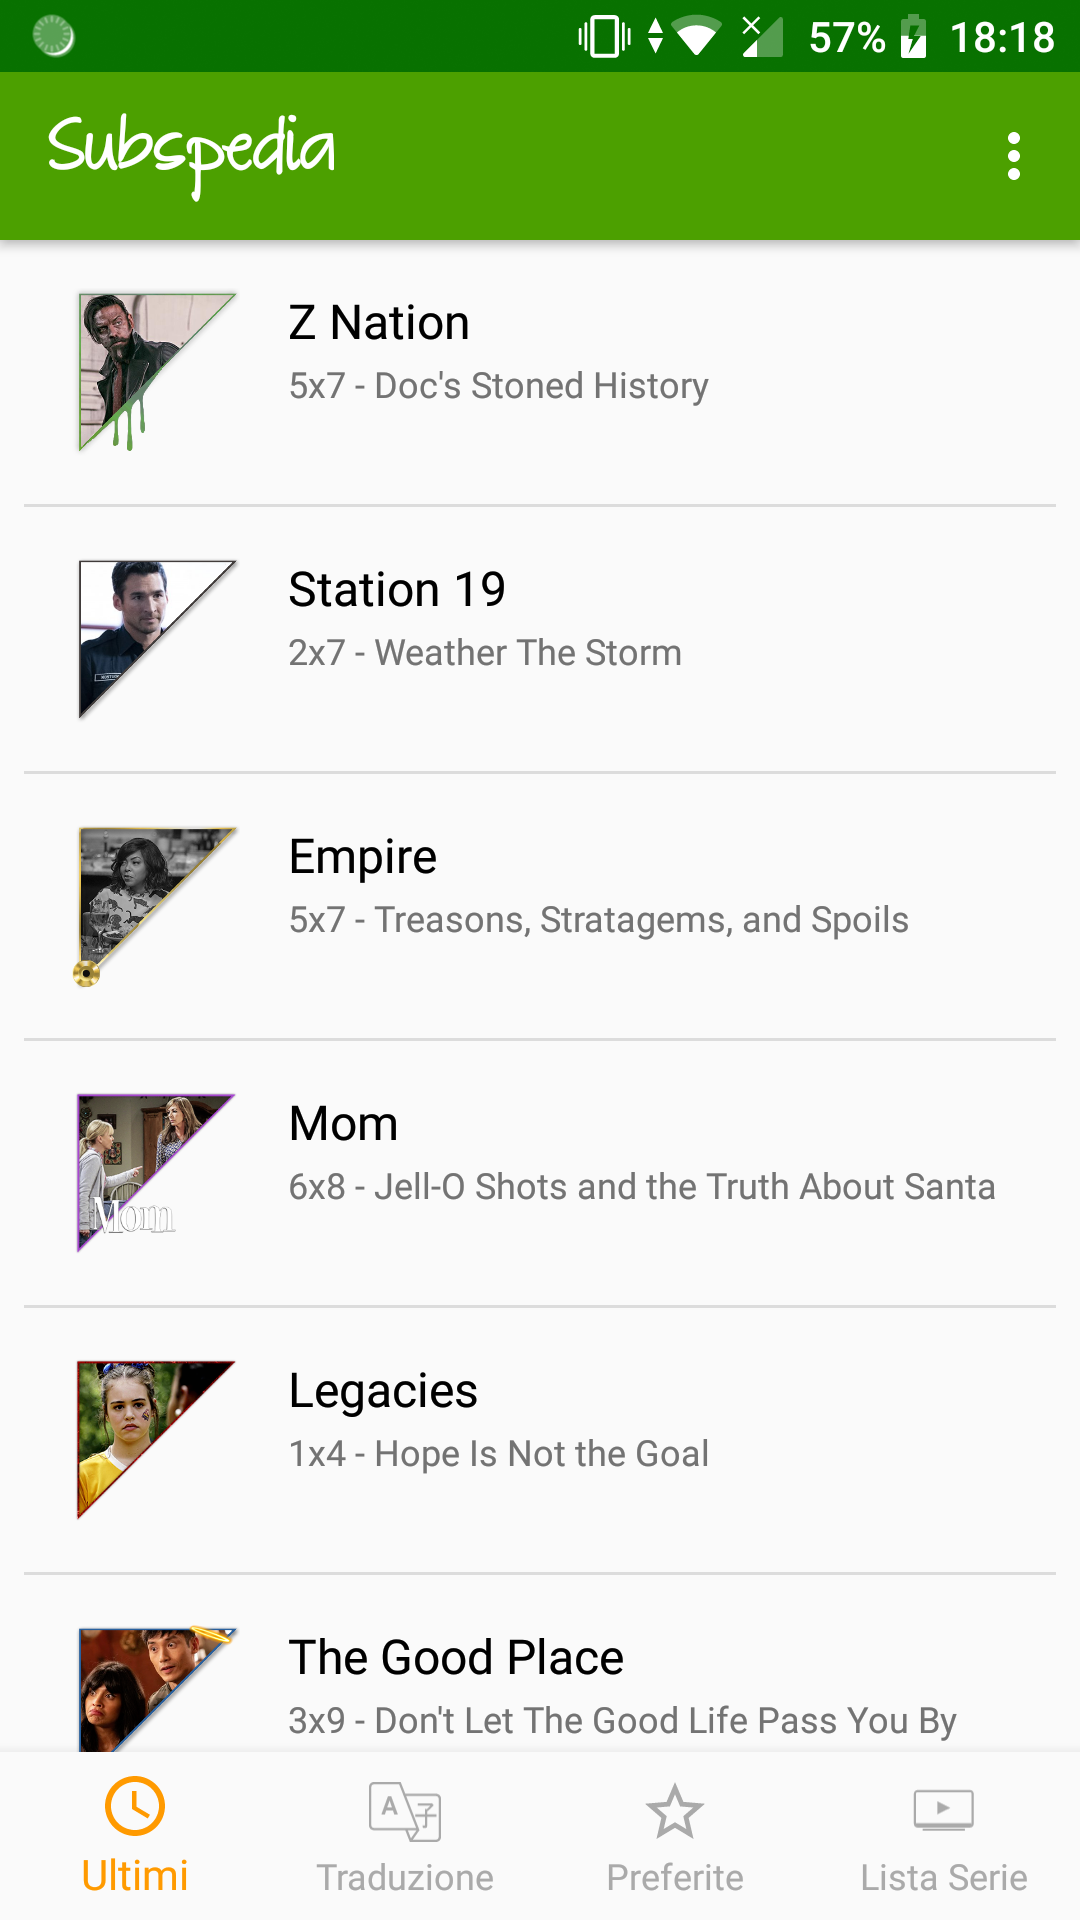 57% 18:18
Subspedia
Z Nation
5x7 - Doc's Stoned History
Station 19
2x7 - Weather The Storm
Empire
5x7 - Treasons, Stratagems, and Spoils
Mom
6x8 - Jell-O Shots and the Truth About Santa
Mom
Legacies
1x4 - Hope Is Not the Goal
The Good Place
3x9 - Don't Let The Good Life Pass You By
A 子
Ultimi Traduzione Preferite Lista Serie